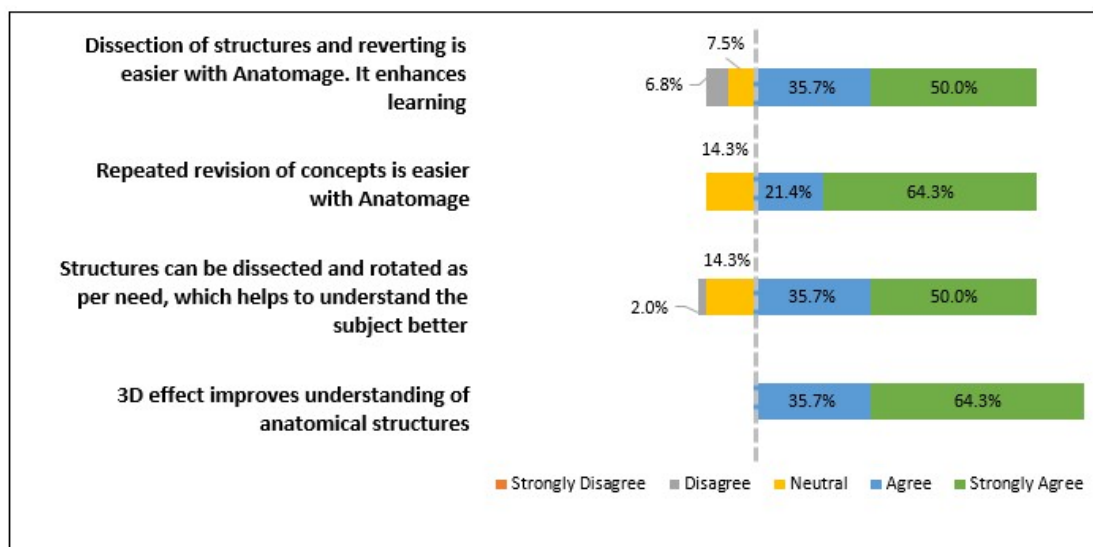 Dissection of structures and reverting is
easier with Anatomage. It enhances
learning
7.5%
6.8%
35.7%
50.0%
Repeated revision of concepts is easier
with Anatomage
14.3%
21.4%
64.3%
Structures can be dissected and rotated as
per need, which helps to understand the
subject better
14.3%
2.0%
35.7%
50.0%
3D effect improves understanding of
anatomical structures
35.7%
64.3%
Strongly Disagree Disagree Neutral Agree Strongly Agree